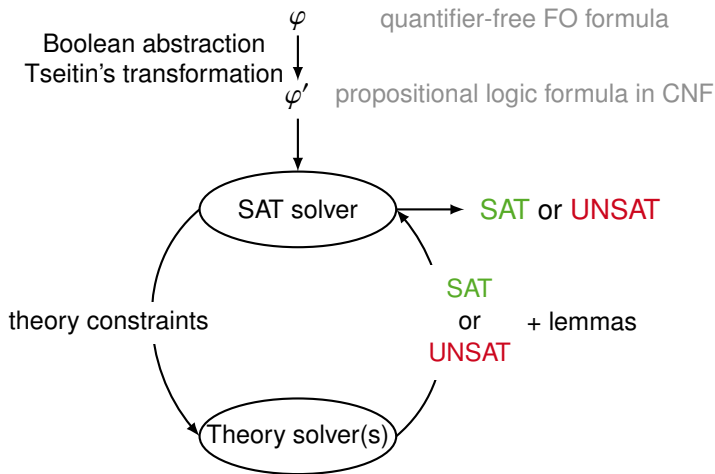 φ quantifier-free FO formula
Boolean abstraction
Tseitin's transformation
φ' propositional logic formula in CNF
SAT solver
SAT or UNSAT
SAT
theory constraints
or
+ lemmas
UNSAT
Theory solver(s)